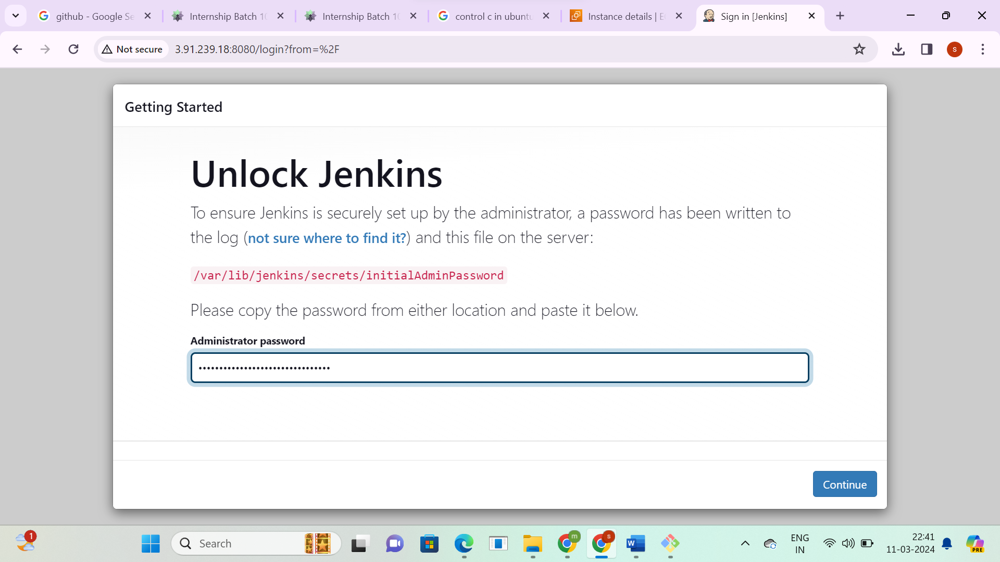 github - Google Se
Internship Batch 10
Internship Batch 10
control c in ubuntu
Instance details | E
Sign in [Jenkins]
Not secure
3.91.239.18:8080/login?from=%2F
s
Getting Started
Unlock Jenkins
To ensure Jenkins is securely set up by the administrator, a password has been written to
the log (not sure where to find it?) and this file on the server:
/var/lib/jenkins/secrets/initialAdminPassword
Please copy the password from either location and paste it below.
Administrator password
••••••••••••••••••••••••••••••••
Continue
1
Search
m
s
W
ENG
IN
22:41
11-03-2024
PRE